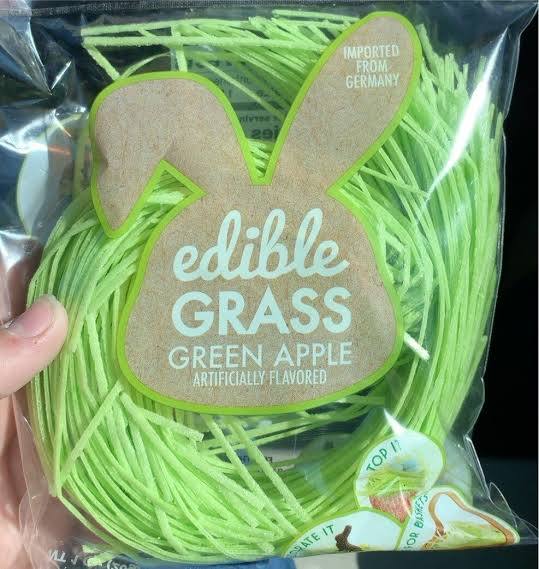 IMPORTED
FROM
GERMANY
edible
GRASS
GREEN APPLE
ARTIFICIALLY FLAVORED
TOP IT